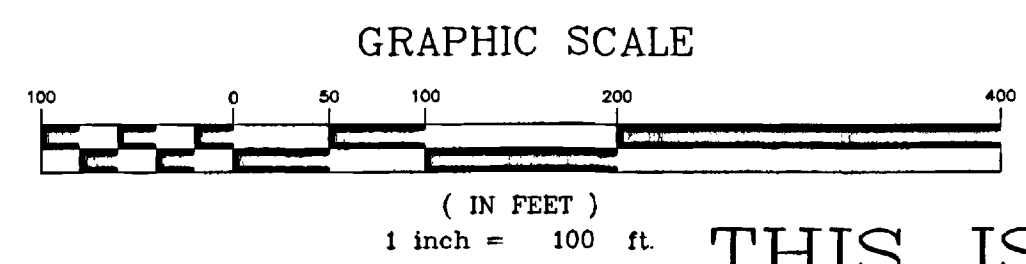 GRAPHIC SCALE
100 0 50 100 200 400
( IN FEET )
1 inch = 100 ft.
THIS IS